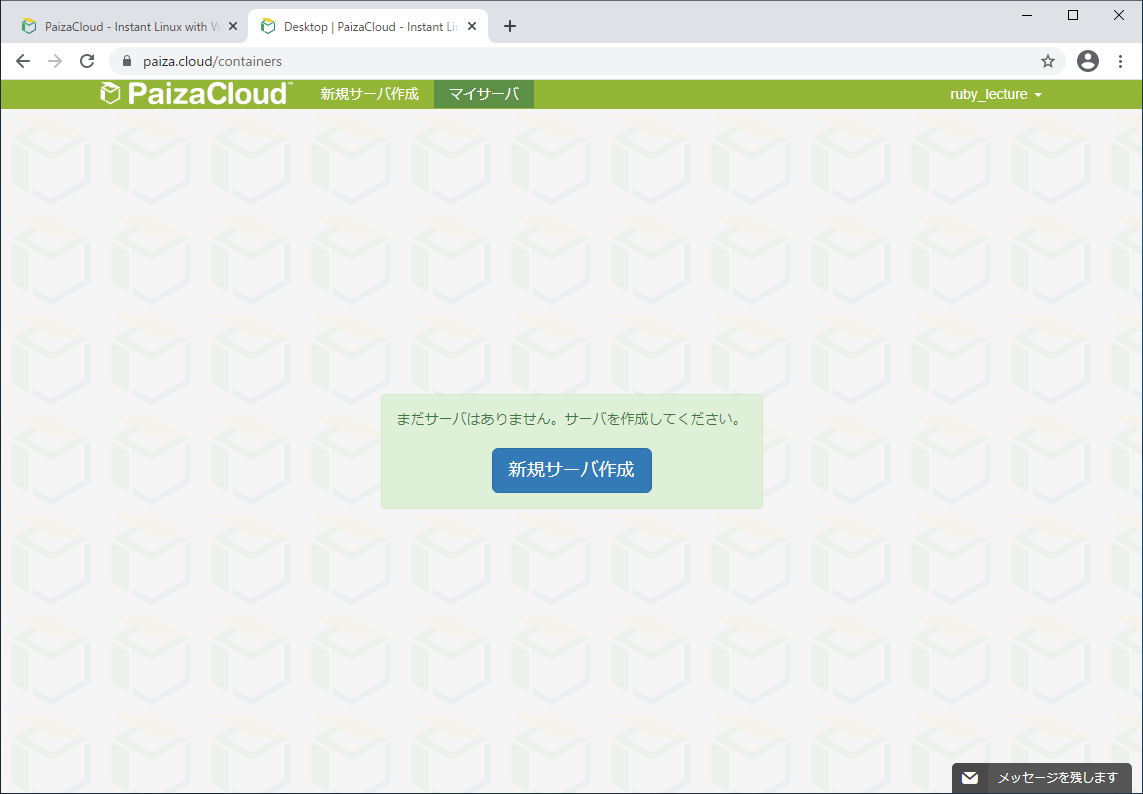 PaizaCloud - Instant Linux with W
Desktop | PaizaCloud - Instant Li
paiza.cloud/containers
PaizaCloud™ 新規サーバ作成 マイサーバ ruby_lecture
まだサーバはありません。サーバを作成してください。
新規サーバ作成
メッセージを残します